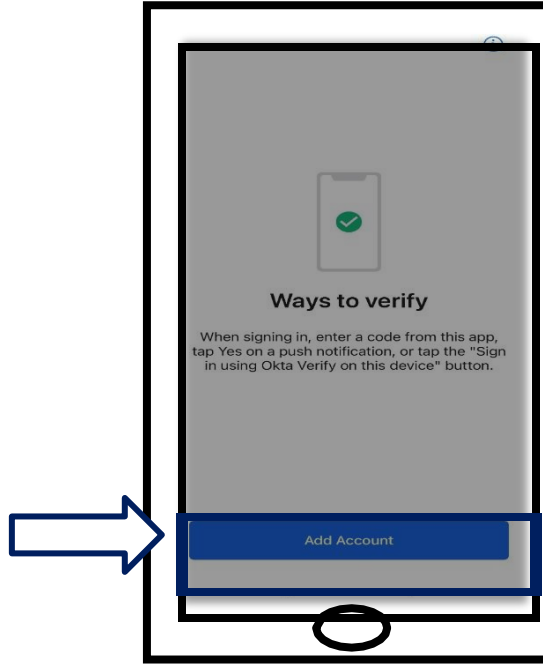 Ways to verify
When signing in, enter a code from this app,
tap Yes on a push notification, or tap the "Sign
in using Okta Verify on this device" button.
Add Account